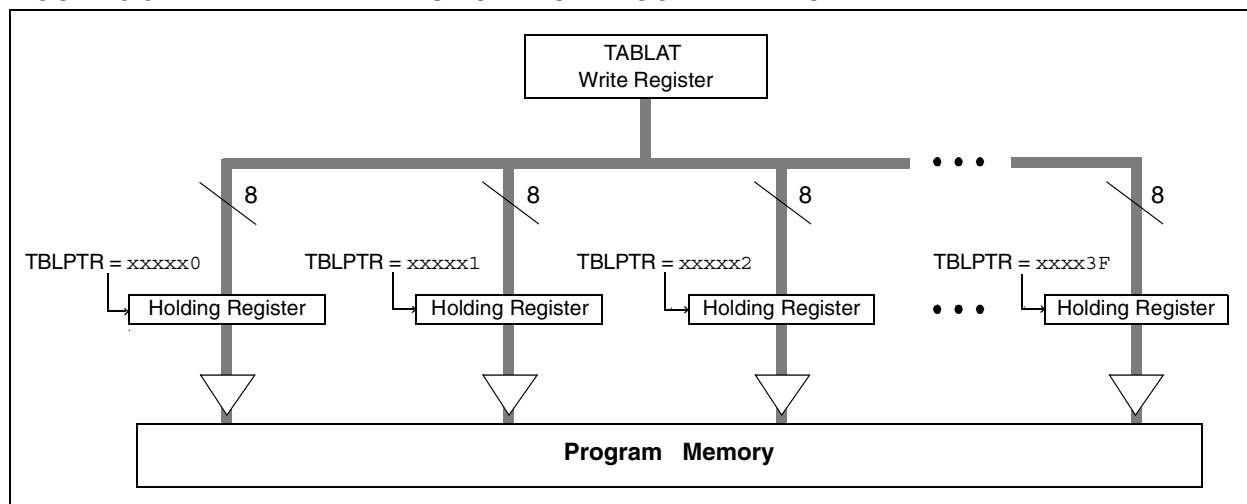 TABLAT
Write Register
8 8 8 8
TBLPTR = xxxxx0 TBLPTR = xxxxx1 TBLPTR = xxxxx2 TBLPTR = xxxx3F
Holding Register Holding Register Holding Register Holding Register
Program Memory